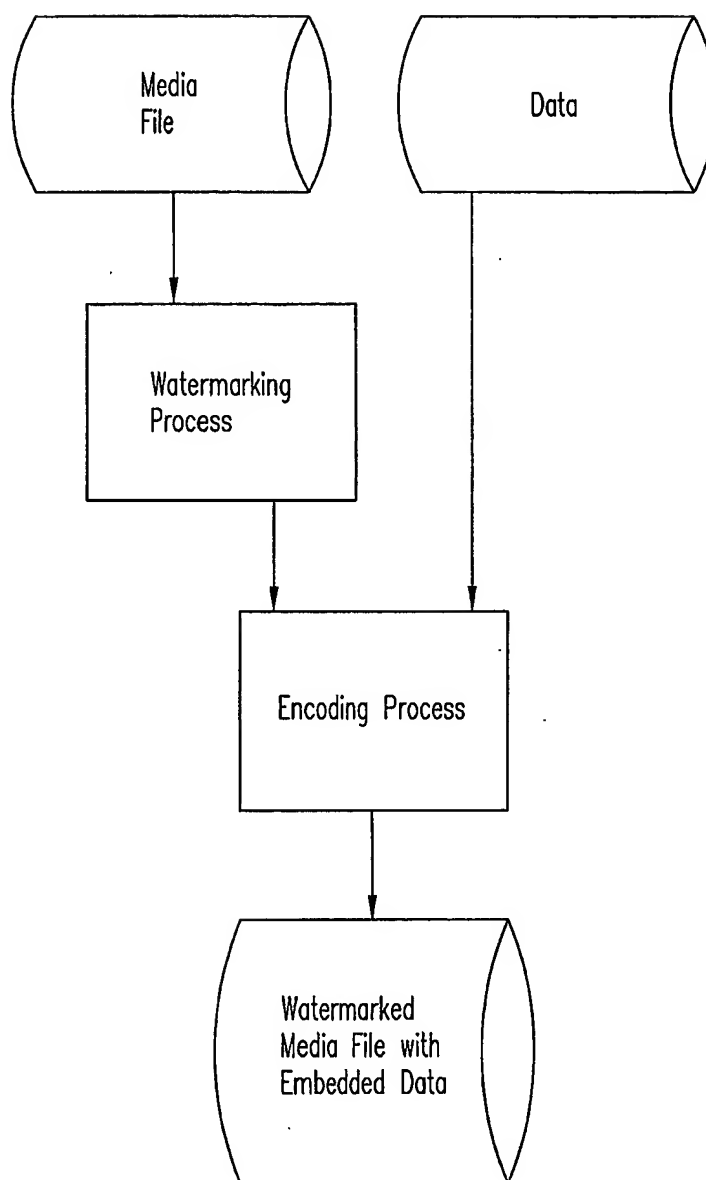 Media
File
Data
Watermarking
Process
Encoding Process
Watermarked
Media File with
Embedded Data